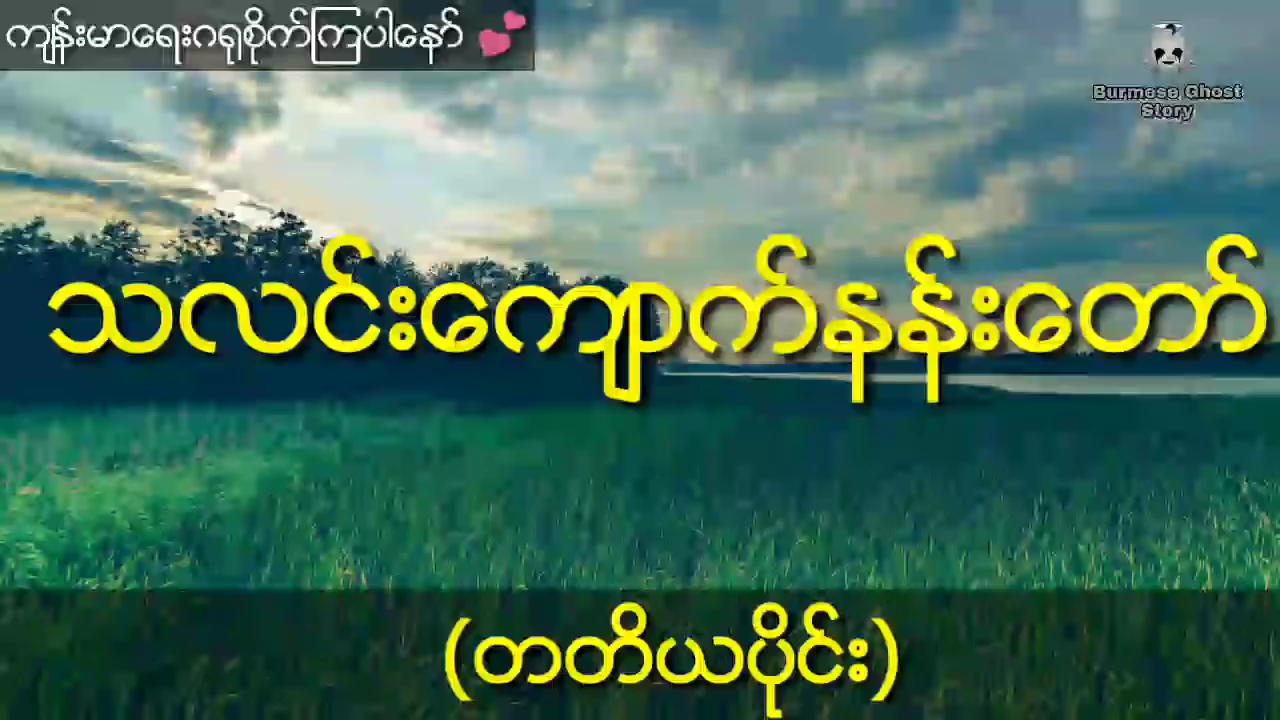 ကျန်းမာရေးဂရုစိုက်ကြပါနော် 💕
Burmese Ghost
Story
သလင်းကျောက်နန်းတော်
(တတိယပိုင်း)